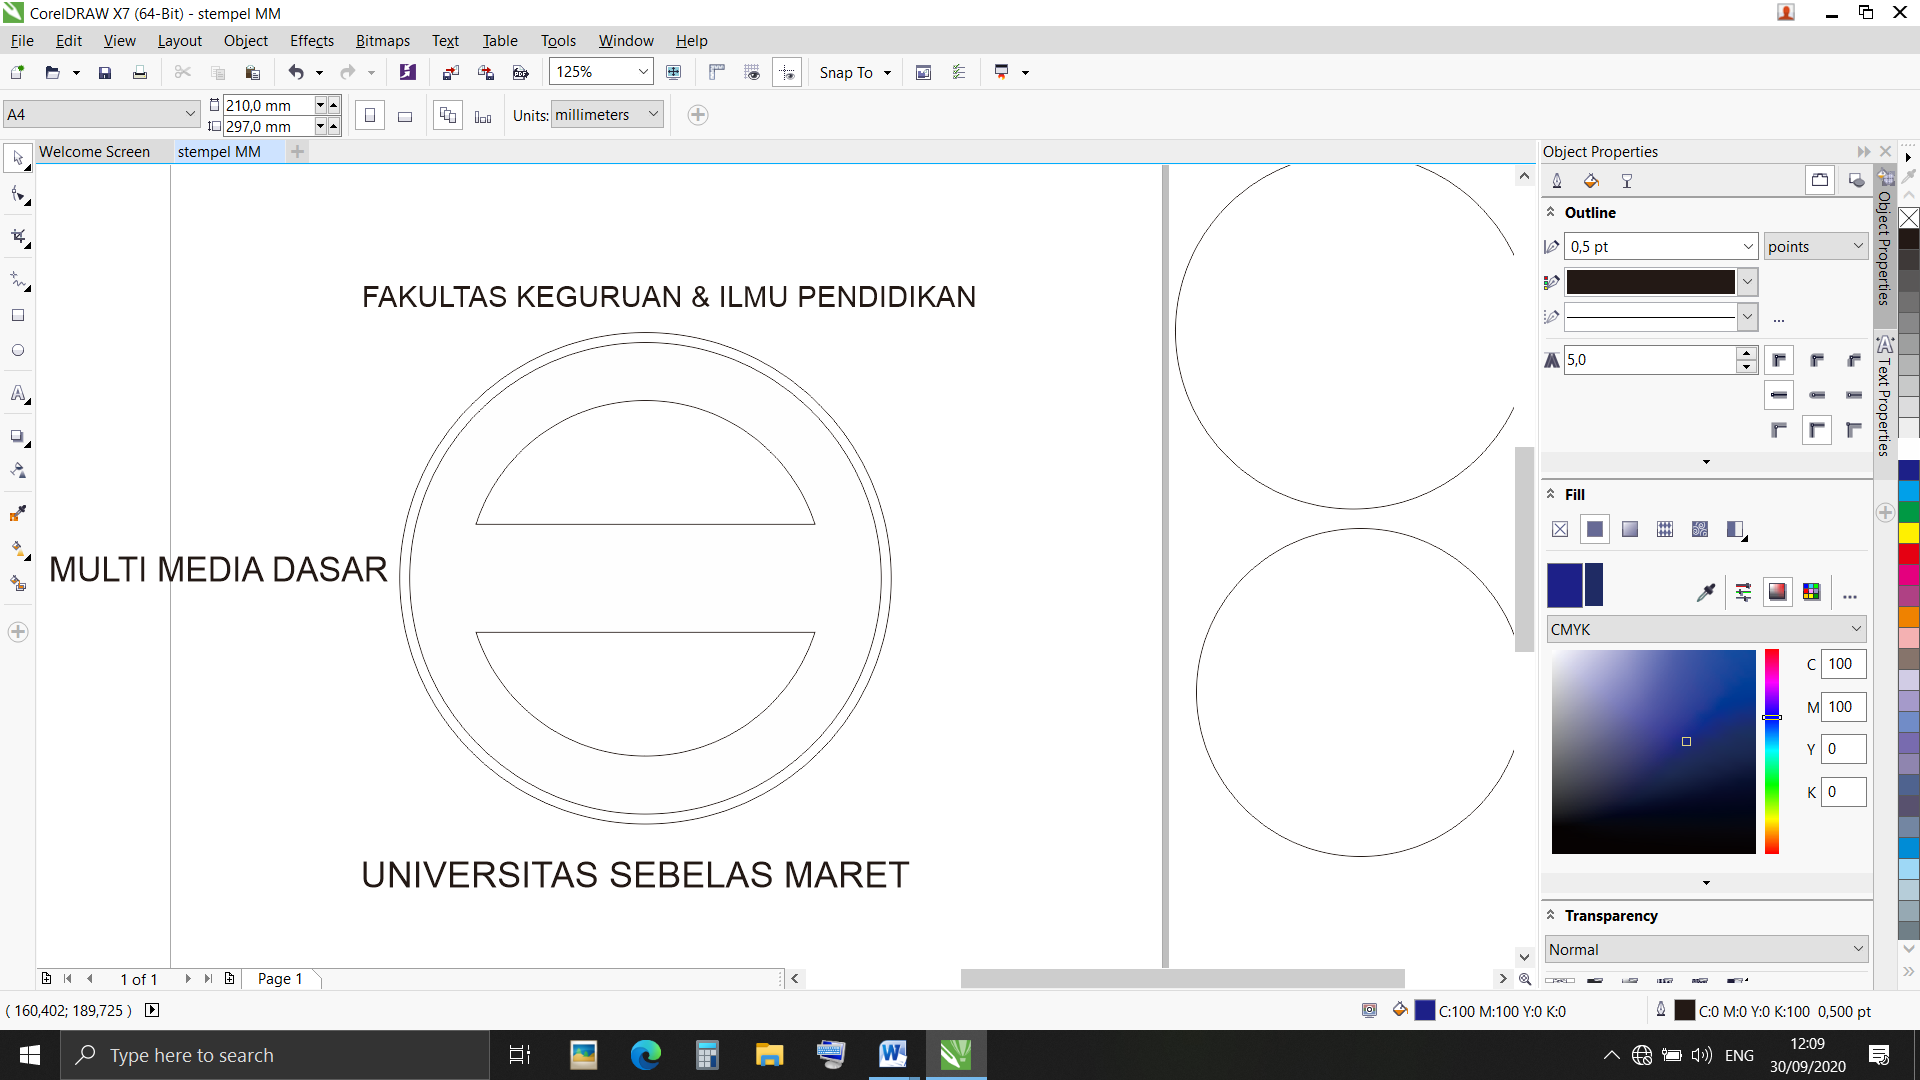 CorelDRAW X7 (64-Bit) - stempel MM
File Edit View Layout Object Effects Bitmaps Text Table Tools Window Help
125% Snap To
A4 210,0 mm Units: millimeters
297,0 mm
Welcome Screen stempel MM Object Properties
Outline
0,5 pt points
5,0
Object Properties
Text Properties
FAKULTAS KEGURUAN & ILMU PENDIDIKAN
MULTI MEDIA DASAR
UNIVERSITAS SEBELAS MARET
Fill
CMYK
C 100
M 100
Y 0
K 0
Transparency
Normal
1 of 1 Page 1
( 160,402; 189,725 ) C:100 M:100 Y:0 K:0 C:0 M:0 Y:0 K:100 0,500 pt
Type here to search ENG 12:09
30/09/2020